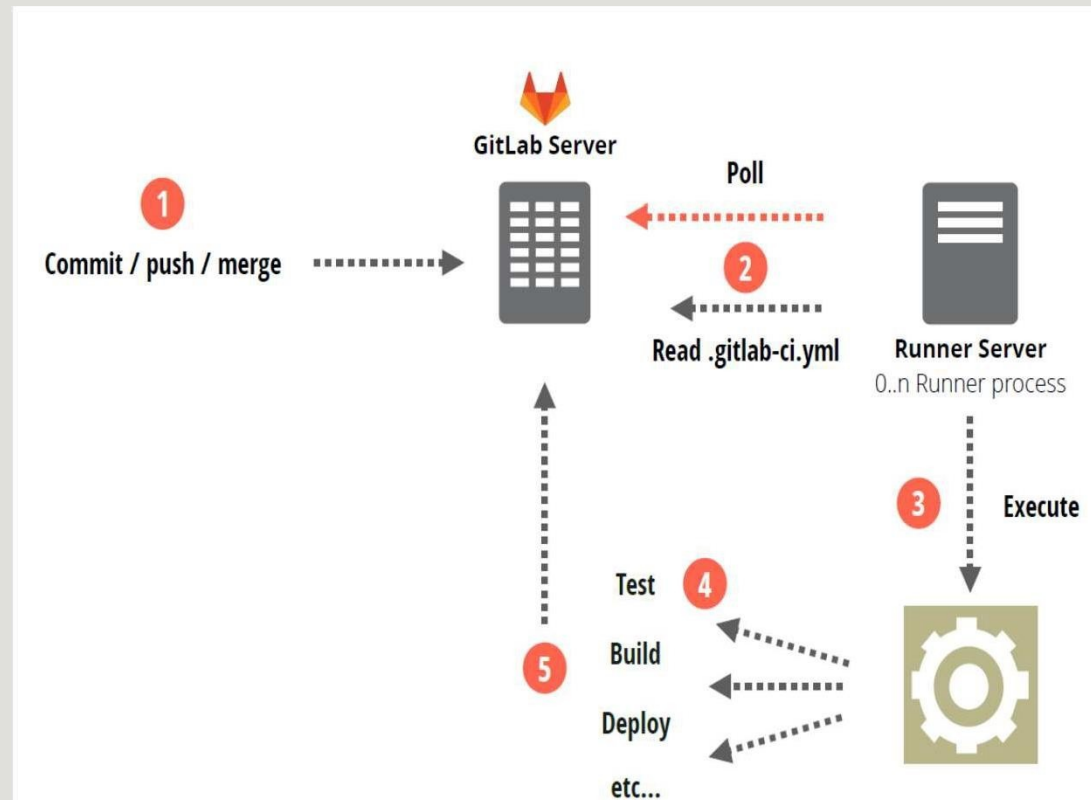 GitLab Server
Poll
1
Commit / push / merge
2
Read .gitlab-ci.yml
Runner Server
0..n Runner process
3
Execute
Test
4
Build
5
Deploy
etc...